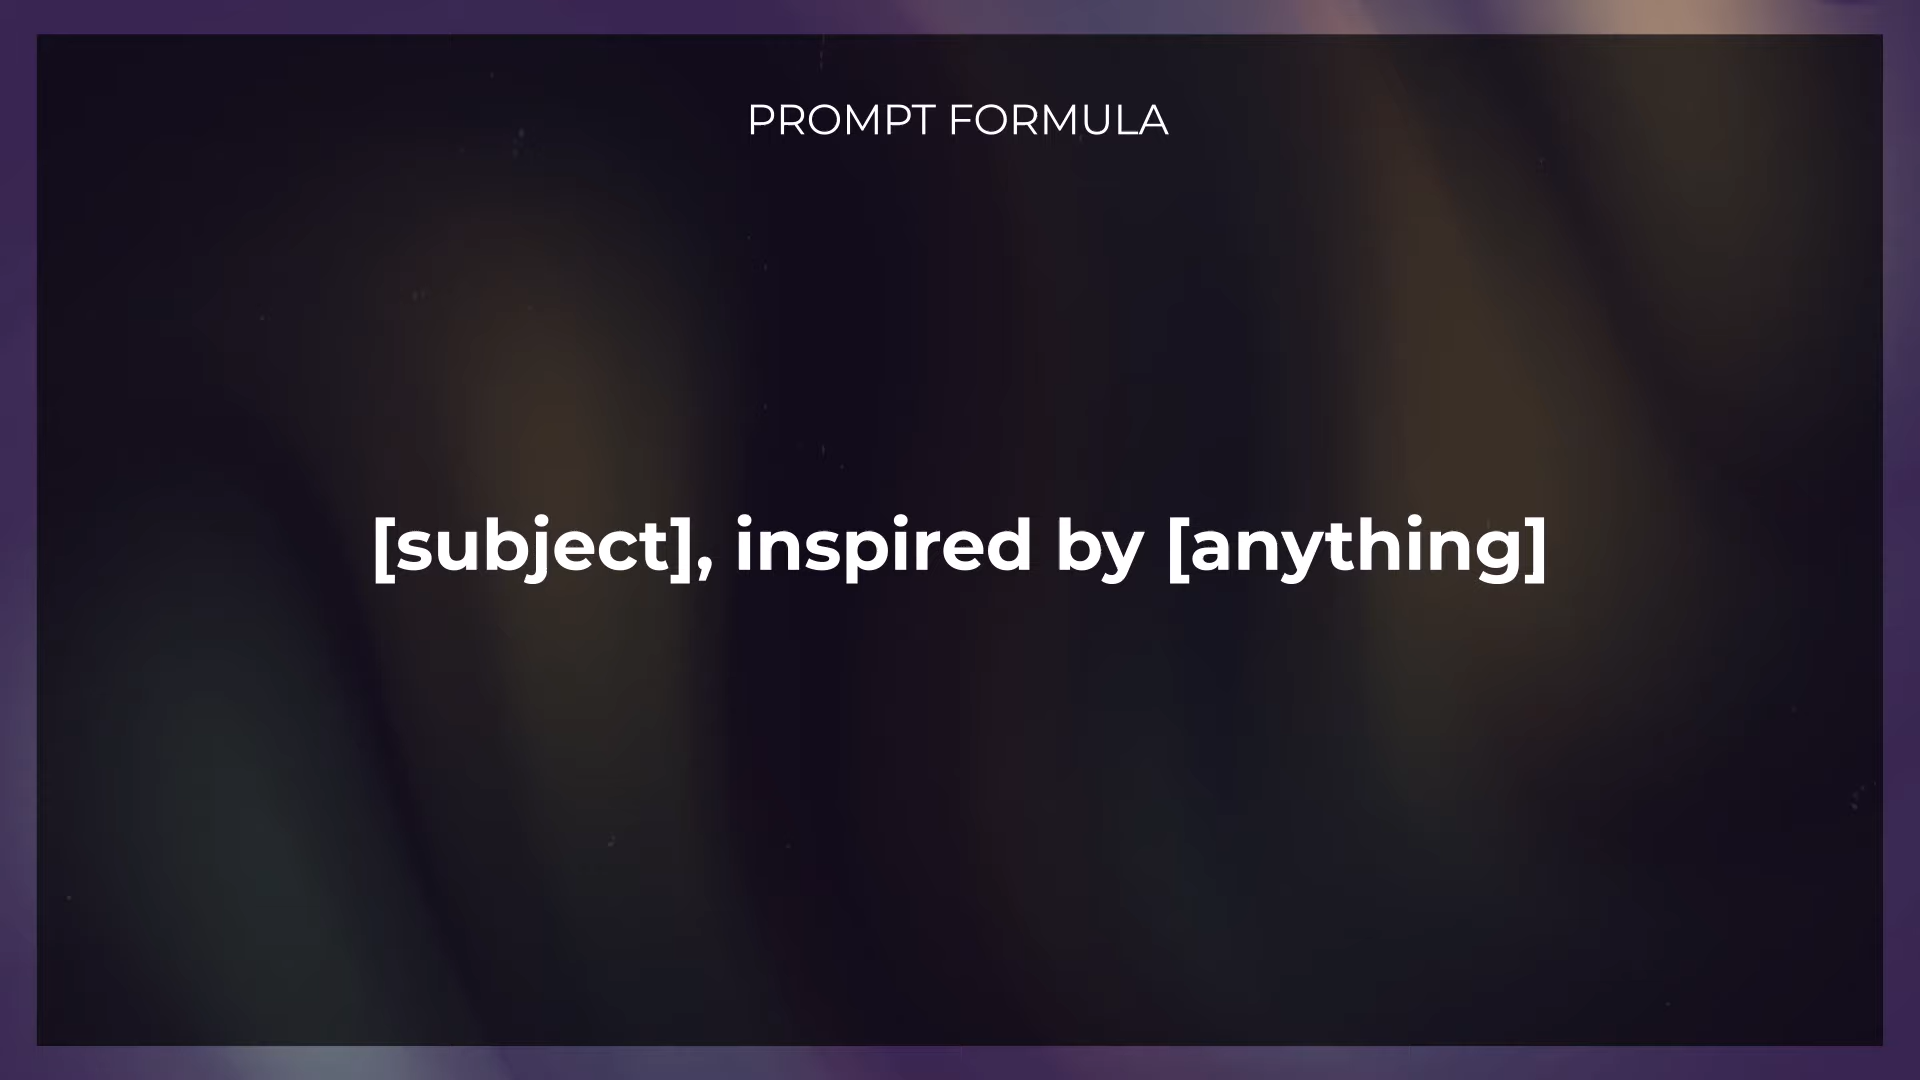 PROMPT FORMULA
[subject], inspired by [anything]